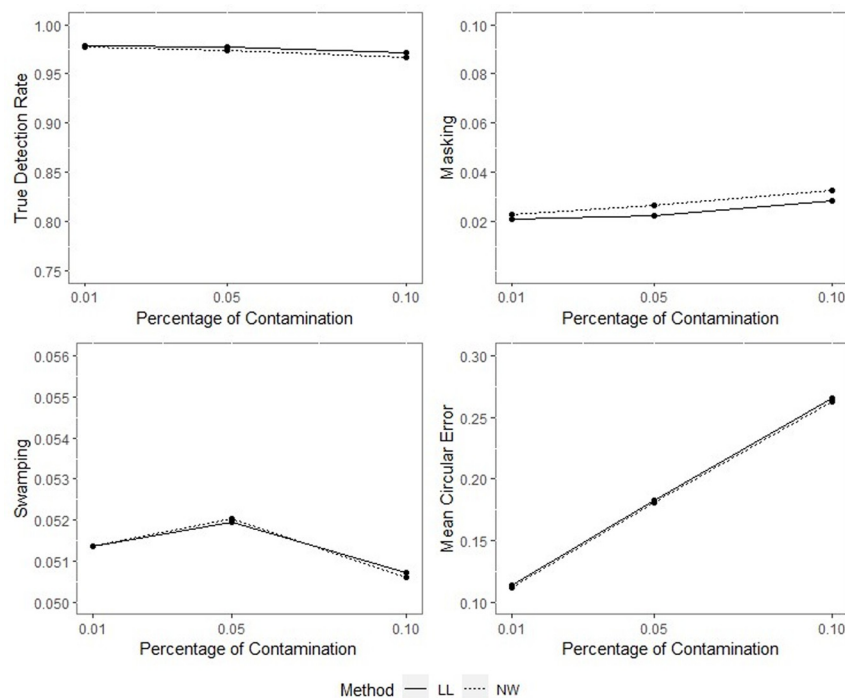 True Detection Rate
1.00
0.95
0.90
0.85
0.80
0.75
0.01 0.05 0.10
Percentage of Contamination
Masking
0.10
0.08
0.06
0.04
0.02
0.01 0.05 0.10
Percentage of Contamination
Swamping
0.056
0.055
0.054
0.053
0.052
0.051
0.050
0.01 0.05 0.10
Percentage of Contamination
Mean Circular Error
0.30
0.25
0.20
0.15
0.10
0.01 0.05 0.10
Percentage of Contamination
Method LL NW